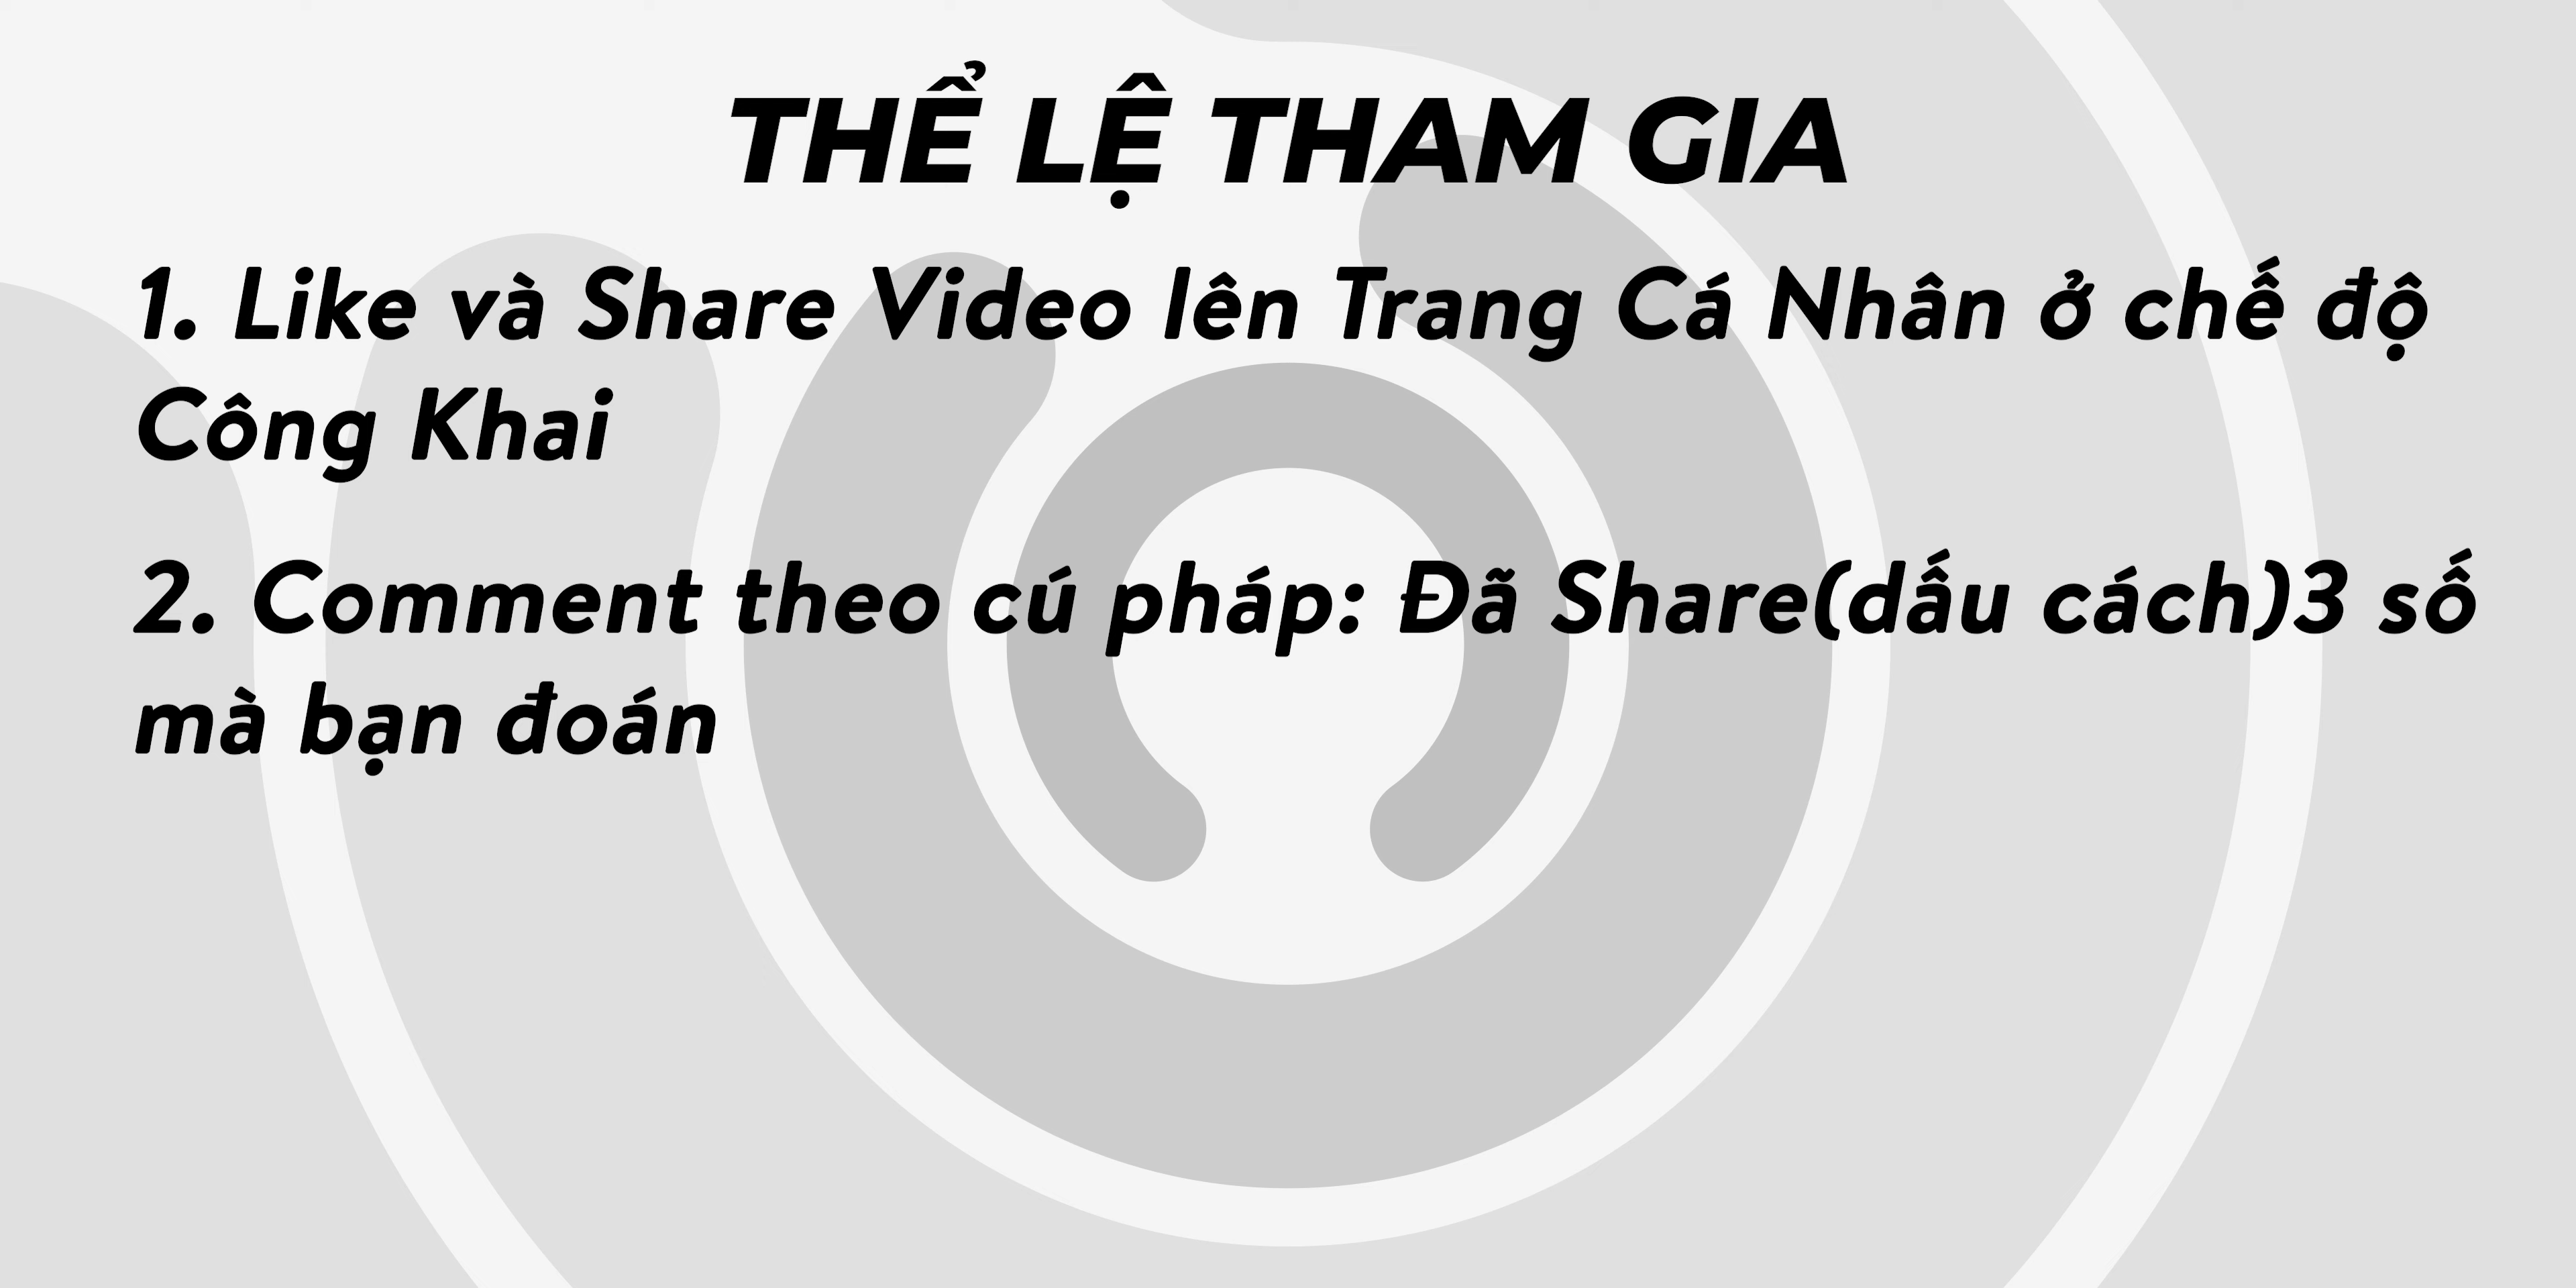 THỂ LỆ THAM GIA
1. Like và Share Video lên Trang Cá Nhân ở chế độ
Công Khai
2. Comment theo cú pháp: Đã Share(dấu cách)3 số
mà bạn đoán